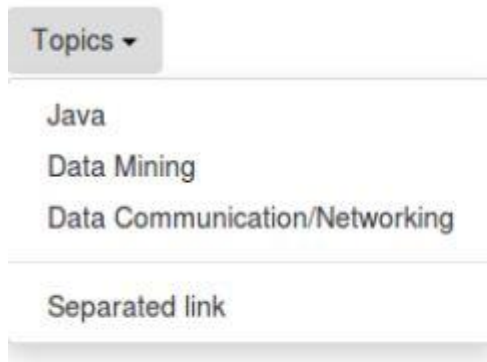 Topics
Java
Data Mining
Data Communication/Networking
Separated link